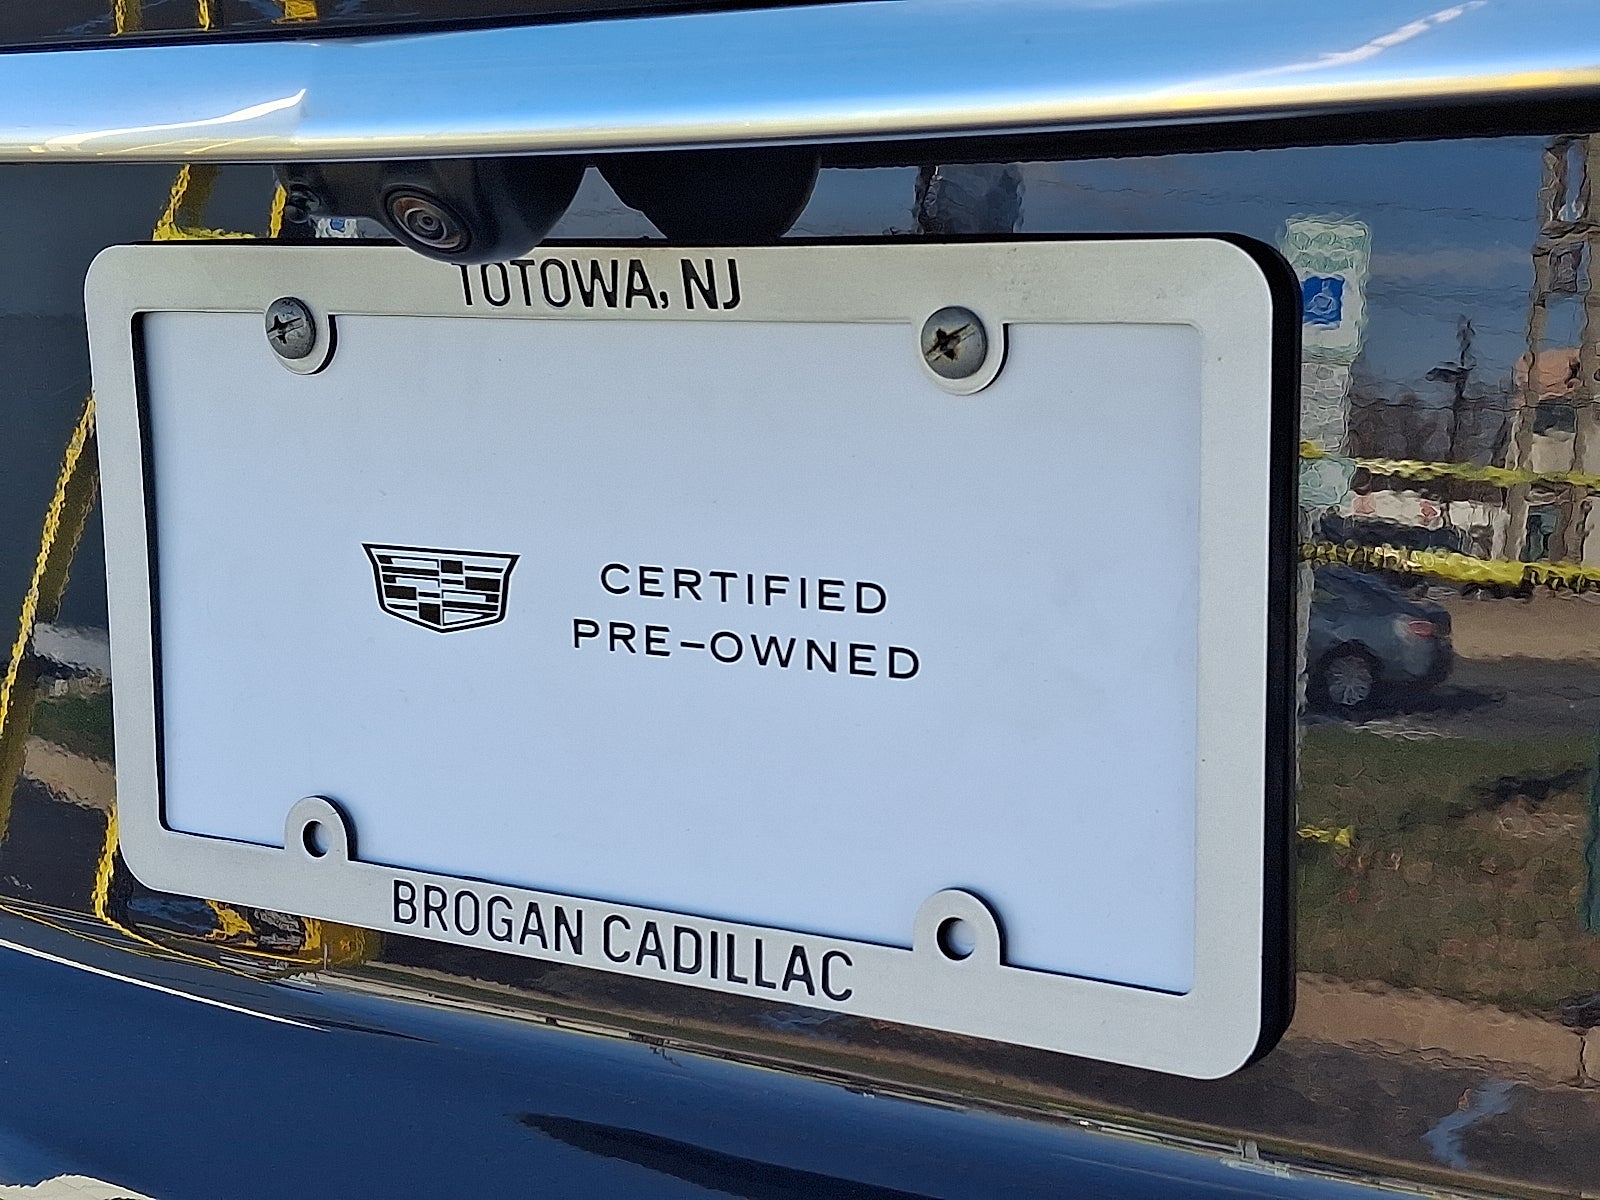 TOTOWA, NJ
CERTIFIED
PRE-OWNED
BROGAN CADILLAC